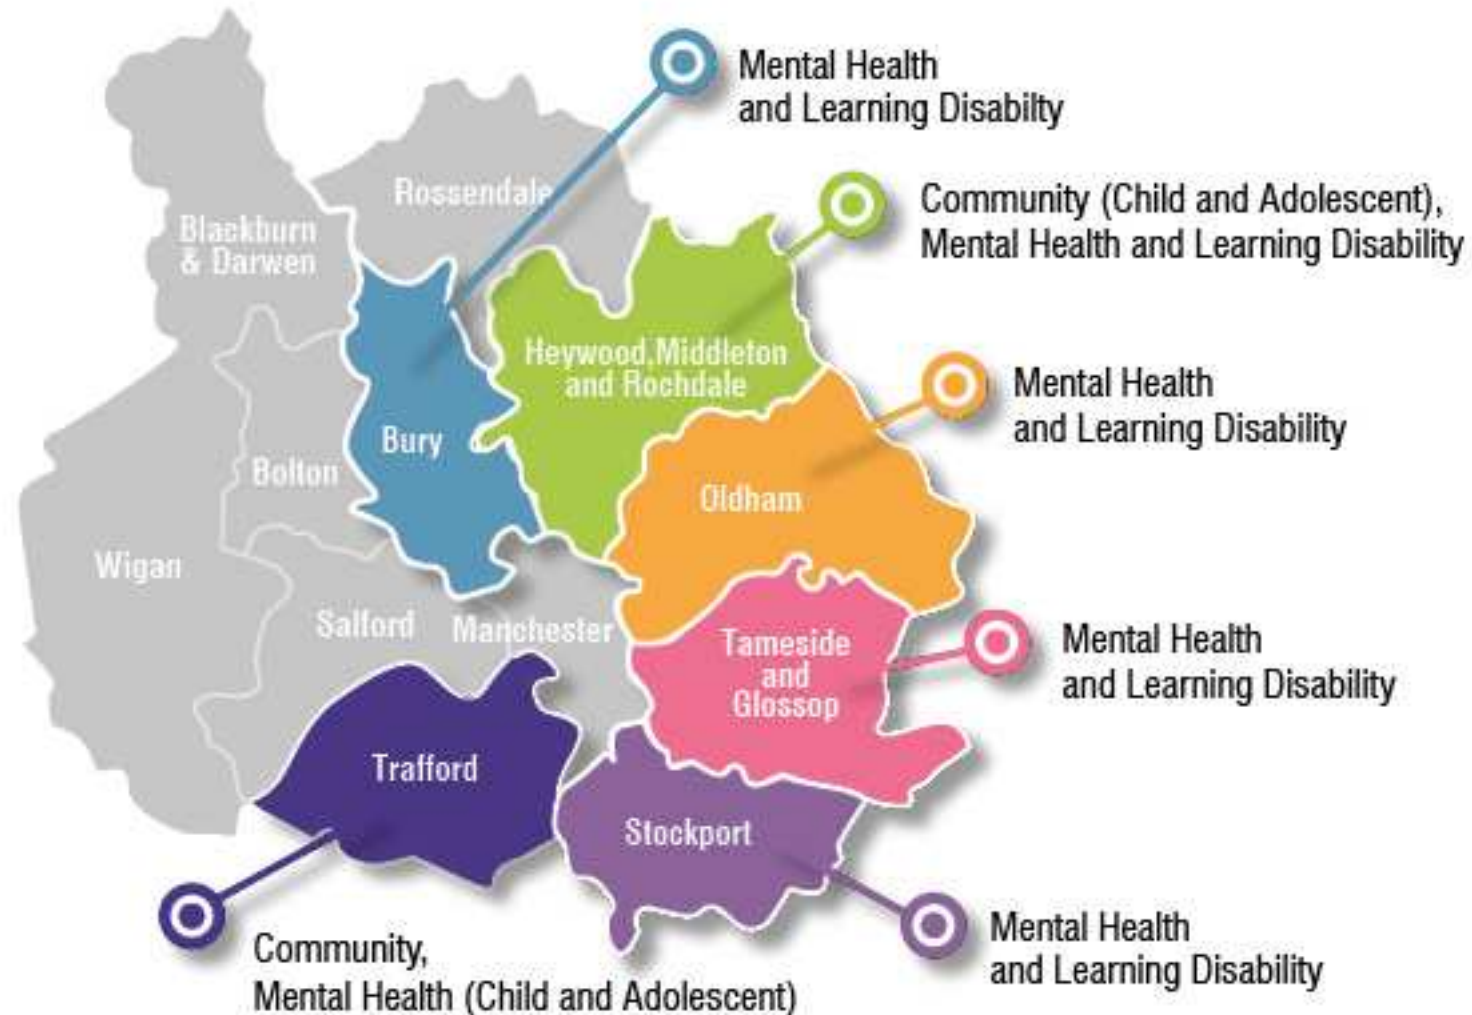 Mental Health
and Learning Disabilty
Rossendale
Community (Child and Adolescent),
Mental Health and Learning Disability
Blackburn
& Darwen
Heywood.Middleton
and Rochdale
Mental Health
and Learning Disability
Bury
Bolton
Oldham
Wigan
Salford
Manchester
Tameside
and
Glossop
Mental Health
and Learning Disability
Trafford
Stockport
Mental Health
and Learning Disability
Community,
Mental Health (Child and Adolescent)